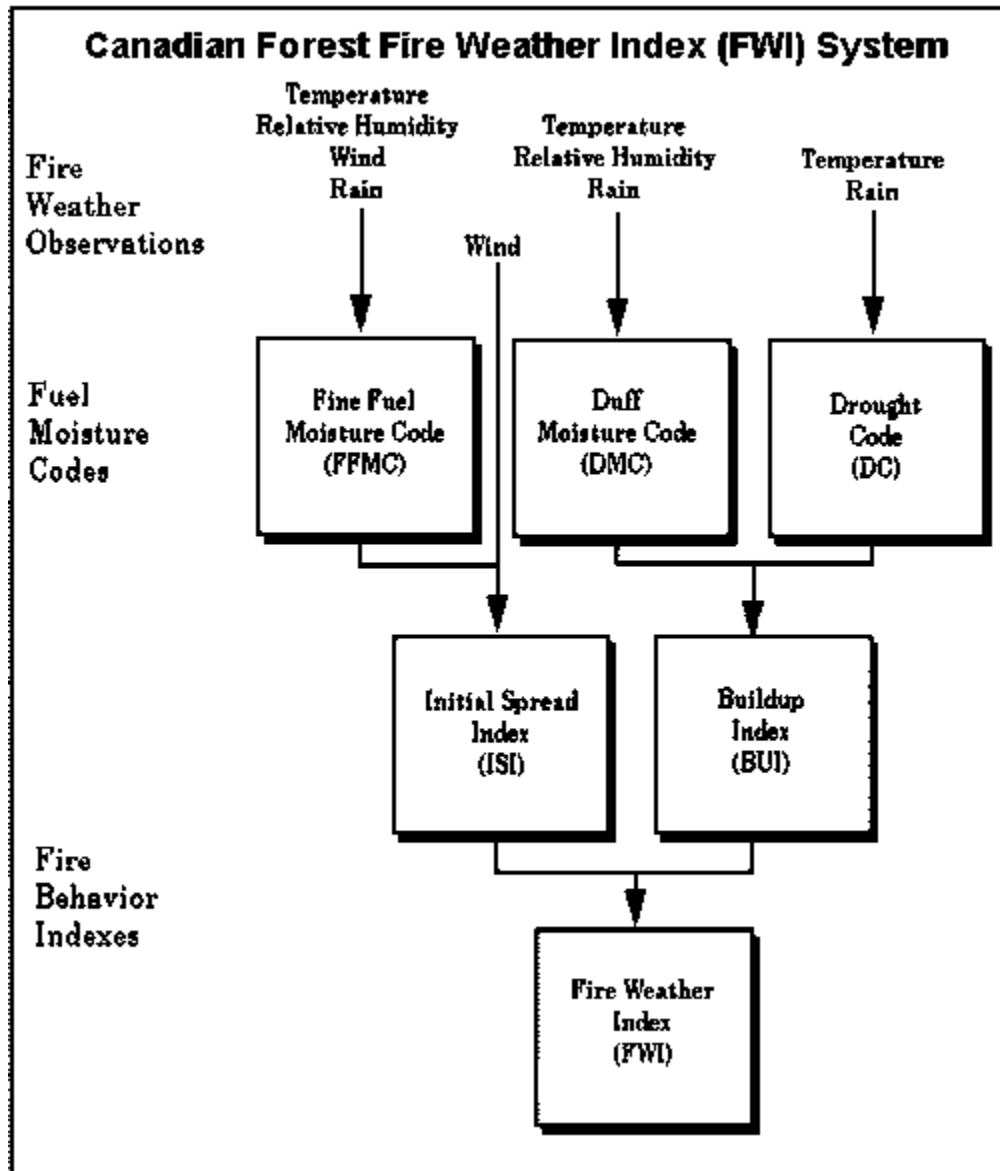 Canadian Forest Fire Weather Index (FWI) System
Fire
Weather
Observations
Temperature
Relative Humidity
Wind
Rain
Wind
Temperature
Relative Humidity
Rain
Temperature
Rain
Fuel
Moisture
Codes
Fine Fuel
Moisture Code
(FFMC)
Duff
Moisture Code
(DMC)
Drought
Code
(DC)
Initial Spread
Index
(ISI)
Buildup
Index
(BUI)
Fire
Behavior
Indexes
Fire Weather
Index
(FWI)